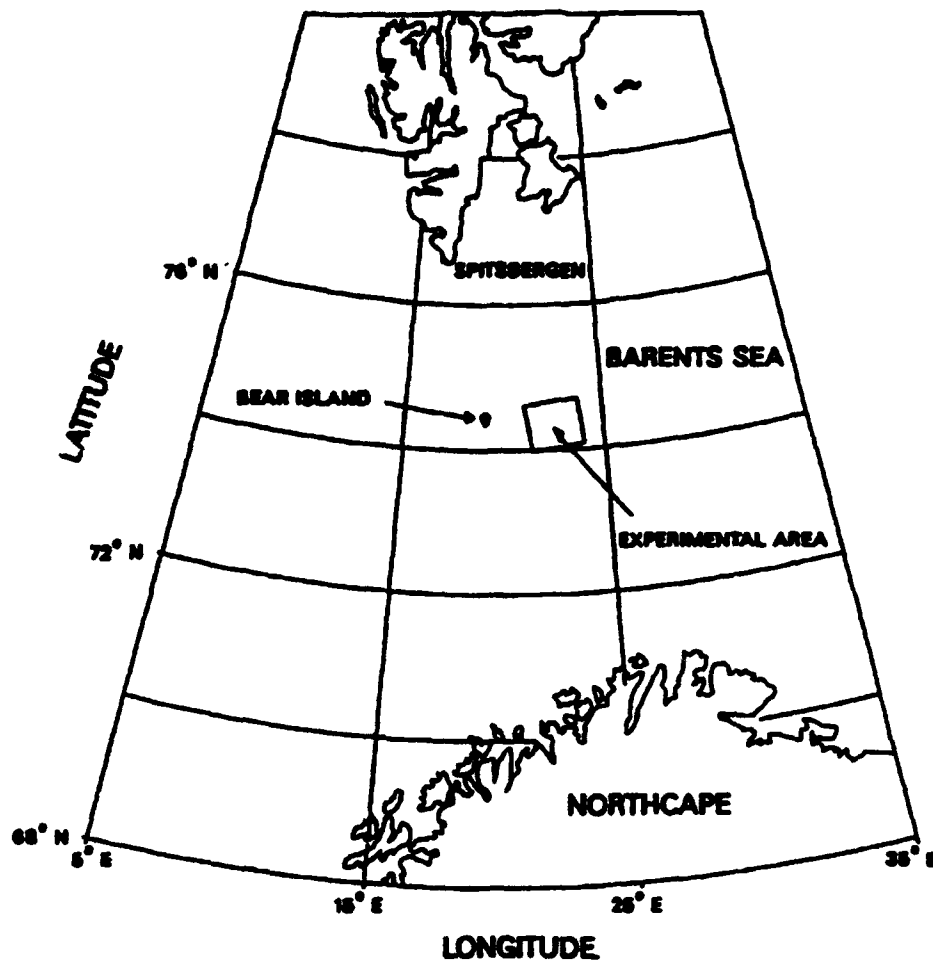 SPITSBERGEN
76° N
BARENTS SEA
LATITUDE
BEAR ISLAND
EXPERIMENTAL AREA
72° N
NORTHCAPE
68° N
5° E
35° E
15° E
25° E
LONGITUDE